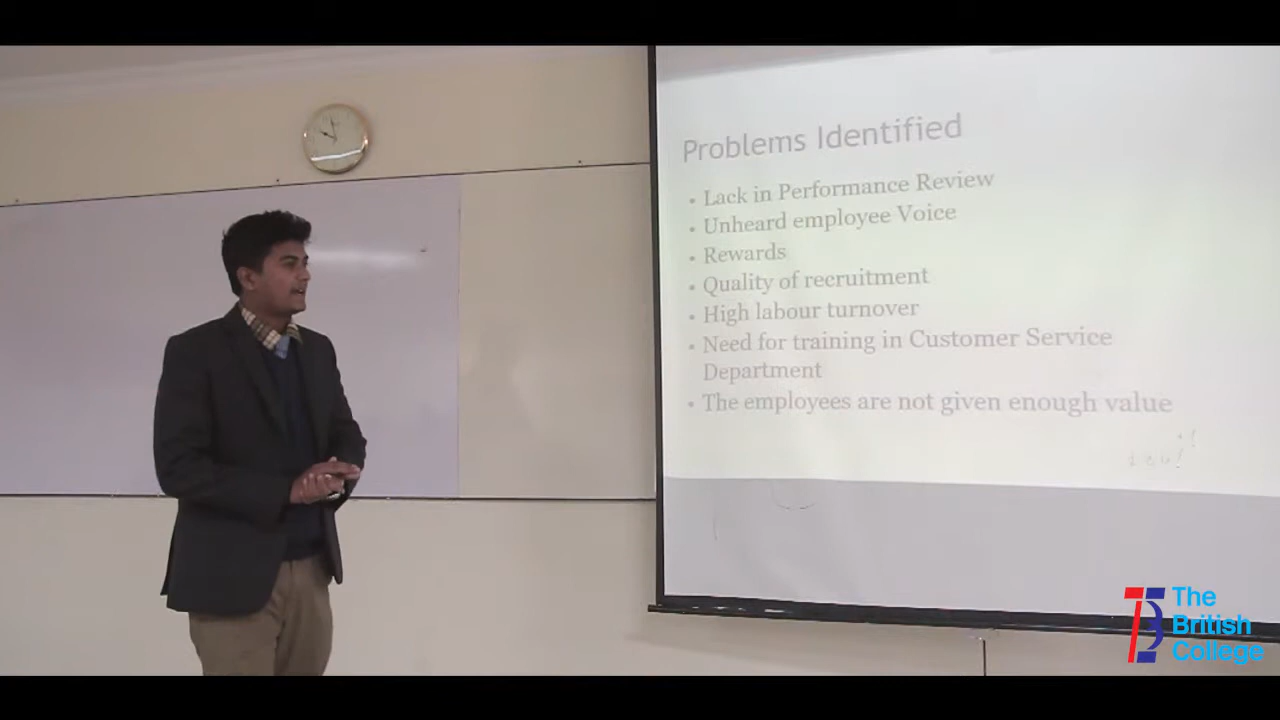 Problems Identified
• Lack in Performance Review
• Unheard employee Voice
• Rewards
• Quality of recruitment
• High labour turnover
• Need for training in Customer Service
Department
• The employees are not given enough value
The
British
College